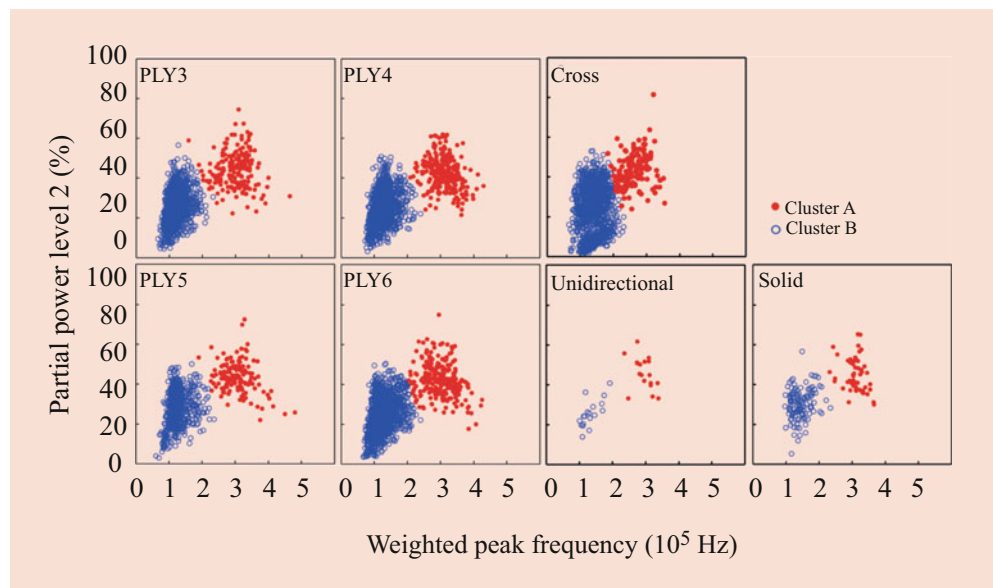 Partial power level 2 (%)
100
80
60
40
20
0
PLY3
PLY4
Cross
Cluster A
Cluster B
100
80
60
40
20
0
PLY5
PLY6
Unidirectional
Solid
0 1 2 3 4 5 0 1 2 3 4 5 0 1 2 3 4 5 0 1 2 3 4 5
Weighted peak frequency (10⁵ Hz)